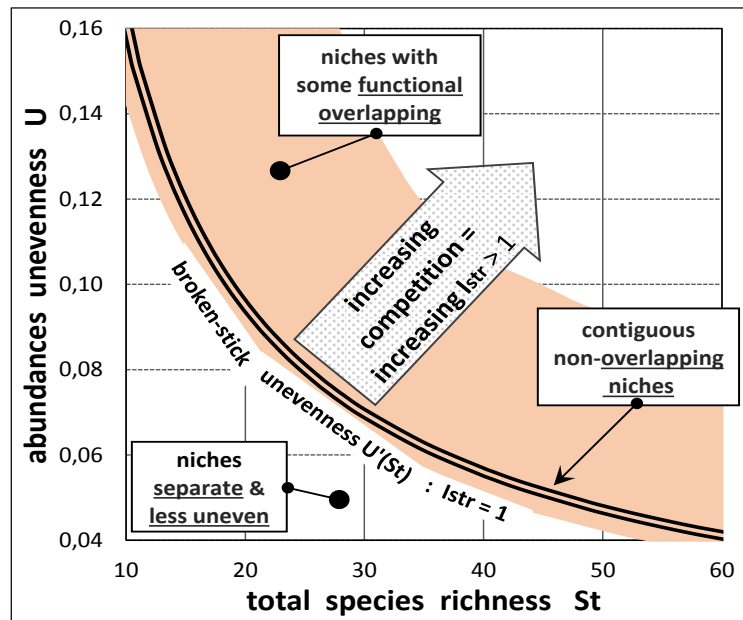 0,16
0,14
0,12
0,10
0,08
0,06
0,04
abundances unevenness U
niches with
some functional
overlapping
increasing
competition =
increasing Istr > 1
contiguous
non-overlapping
niches
broken-stick unevenness U'(St) : Istr = 1
niches
separate &
less uneven
10 20 30 40 50 60
total species richness St